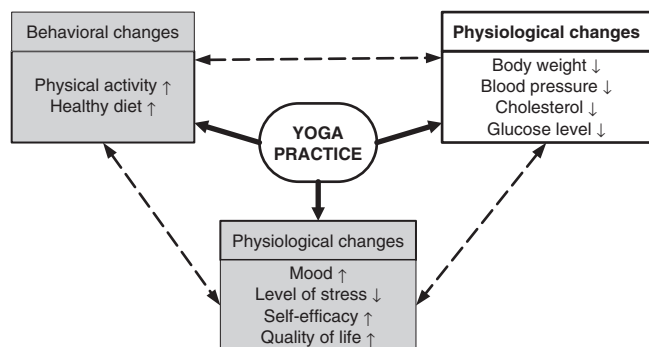 Behavioral changes
Physical activity ↑
Healthy diet ↑
Physiological changes
Body weight ↓
Blood pressure ↓
Cholesterol ↓
Glucose level ↓
YOGA
PRACTICE
Physiological changes
Mood ↑
Level of stress ↓
Self-efficacy ↑
Quality of life ↑